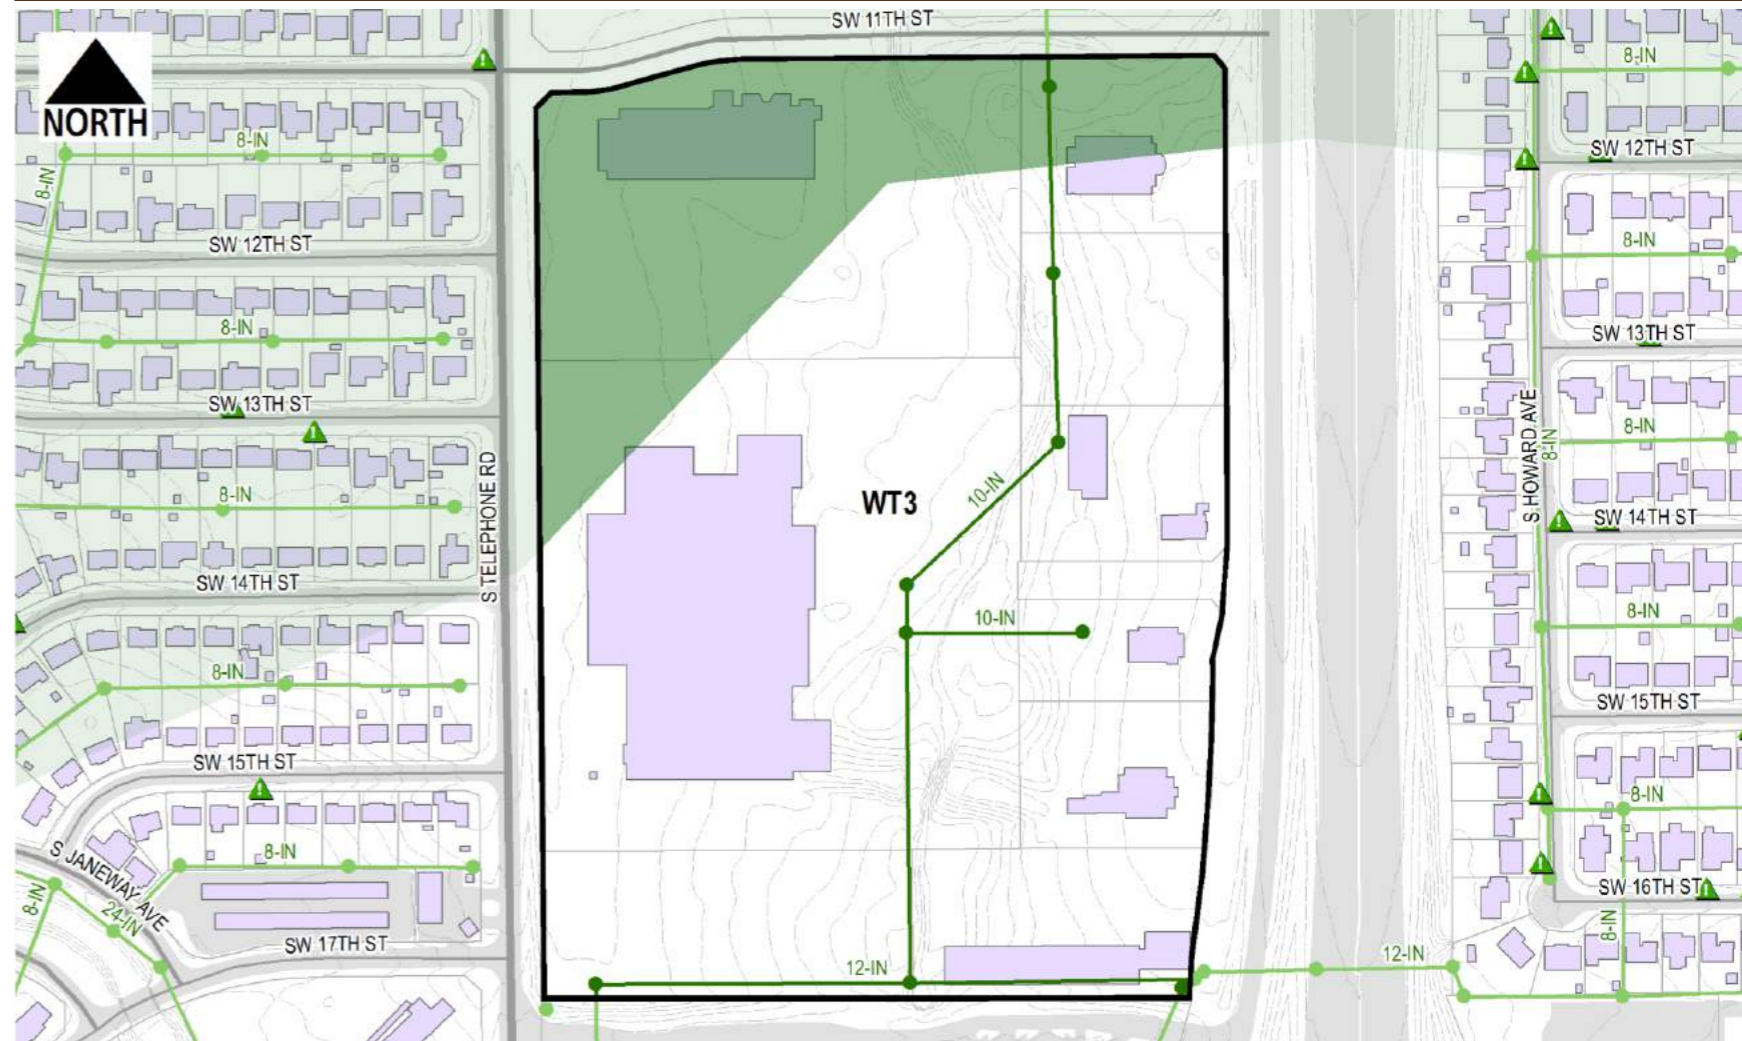 SW 11TH ST
NORTH
8-IN
8-IN
SW 12TH ST
8-IN
8-IN
SW 12TH ST
8-IN
SW 13TH ST
8-IN
SW 13TH ST
S TELEPHONE RD
8-IN
SW 14TH ST
WT3
10-IN
10-IN
S HOWARD AVE
8-IN
8-IN
SW 14TH ST
8-IN
SW 15TH ST
8-IN
SW 15TH ST
8-IN
8-IN
S JANEWAY AVE
8-IN
24-IN
SW 17TH ST
12-IN
12-IN
SW 16TH ST
8-IN